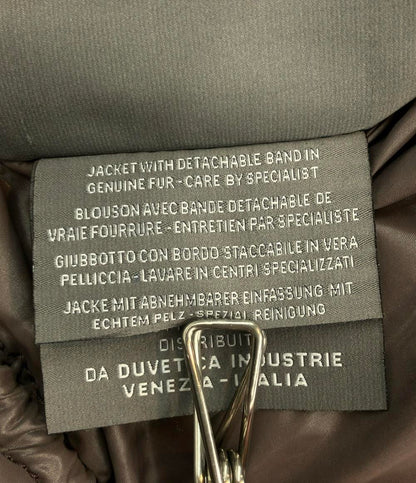 JACKET WITH DETACHABLE BAND IN
GENUINE FUR - CARE BY SPECIALIST
BLOUSON AVEC BANDE DETACHABLE DE
VRAIE FOURRURE - ENTRETIEN PAR SPECIALISTE
GIUBBOTTO CON BORDO STACCABILE IN VERA
PELLICCIA - LAVARE IN CENTRI SPECIALIZZATI
JACKE MIT ABNEHMBARER EINFASSUNG MIT
ECHTEM PELZ - SPEZIAL REINIGUNG
DA DUVETICA INDUSTRIE
VENEZIA - ITALIA